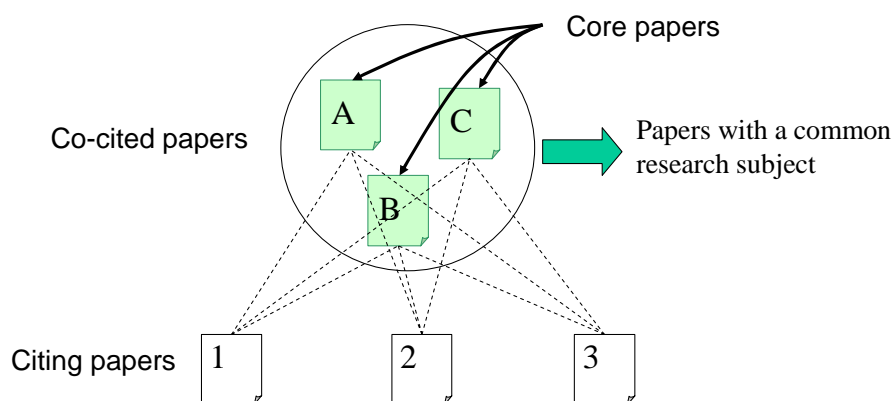 Core papers
A
C
Co-cited papers
Papers with a common
research subject
B
Citing papers
1
2
3